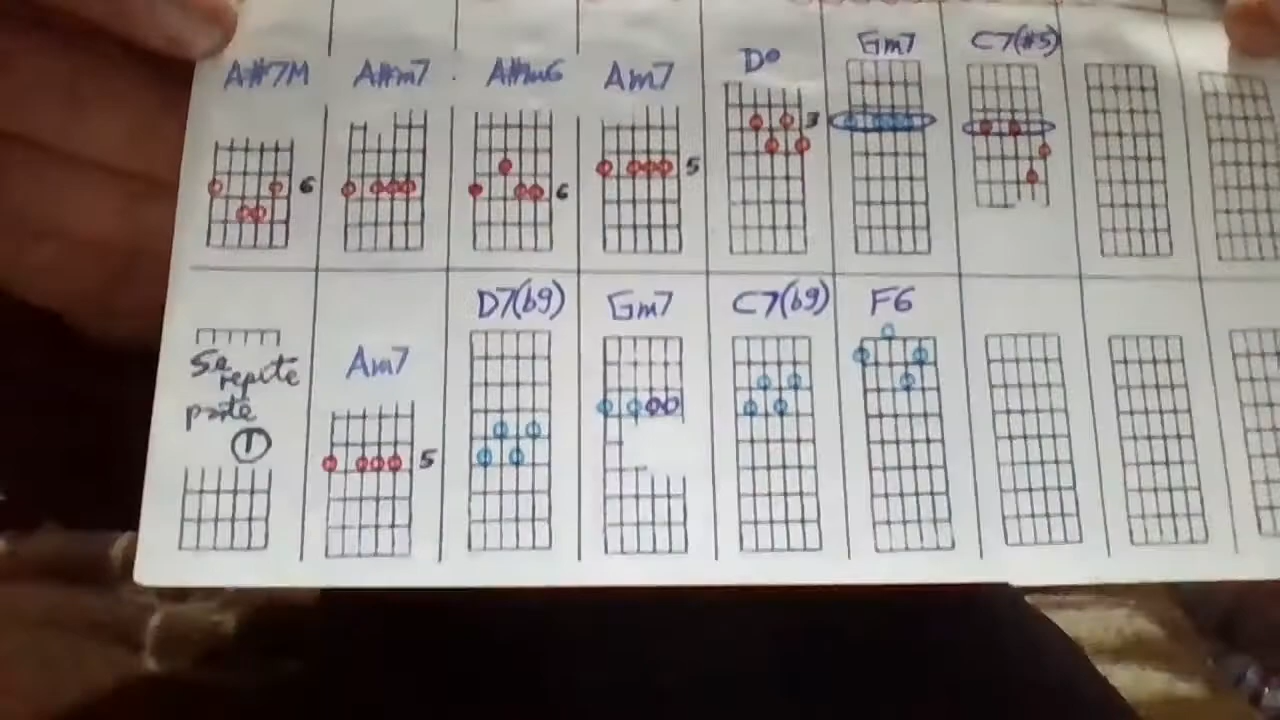 A#7M A#m7 A#m6 Am7 D° Gm7 C7(#5)
6 6 5 3
Am7 D7(b9) Gm7 C7(b9) F6
Se
repite
parte
1
5